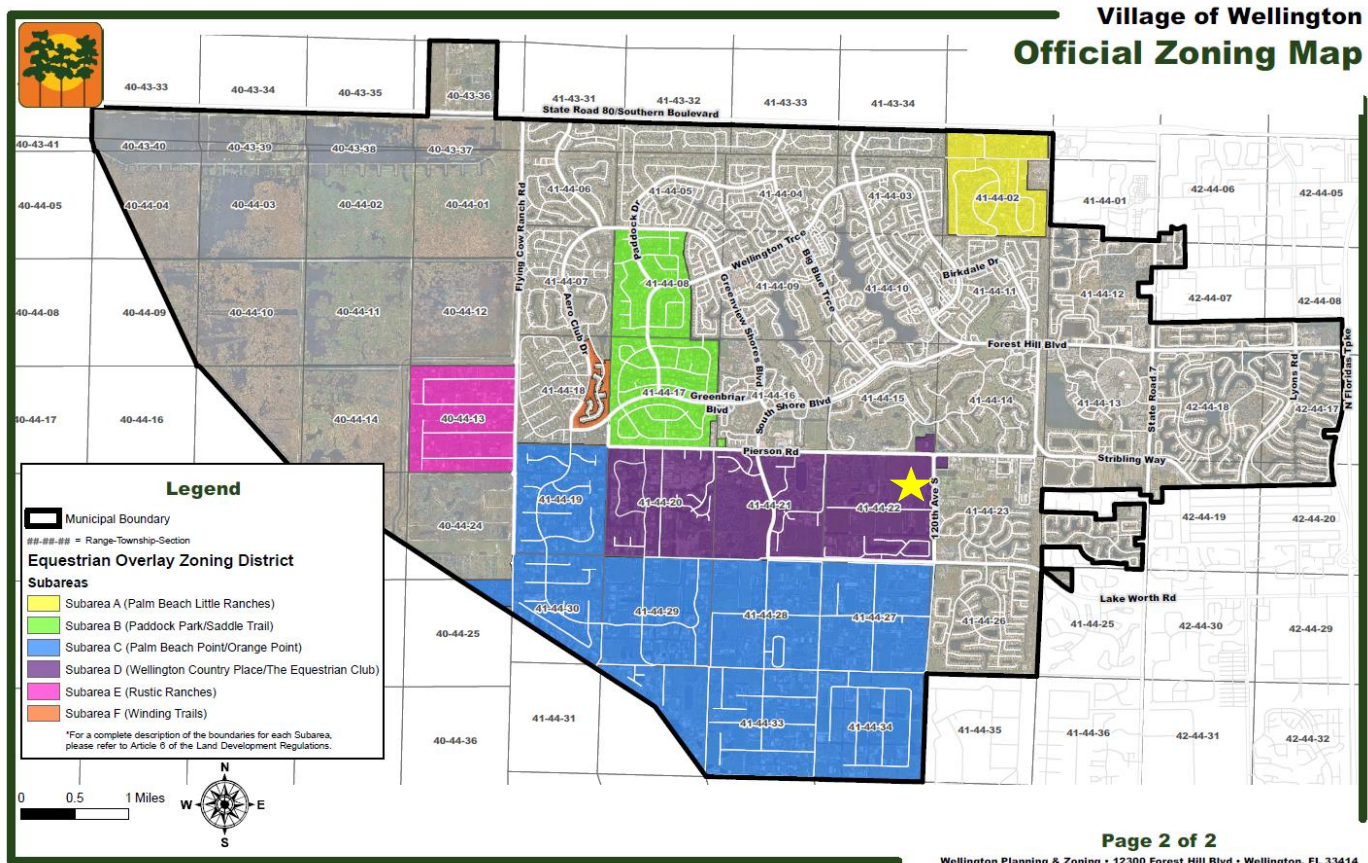 Village of Wellington
Official Zoning Map
40-43-33
40-43-34
40-43-35
40-43-36
41-43-31
41-43-32
41-43-33
41-43-34
State Road 80/Southern Boulevard
40-43-41
40-43-40
40-43-39
40-43-38
40-43-37
40-44-05
40-44-04
40-44-03
40-44-02
40-44-01
41-44-06
41-44-05
41-44-04
41-44-03
41-44-02
41-44-01
42-44-06
42-44-05
Flying Cow Ranch Rd
Paddock Dr
Wellington Trce
Big Blue Trce
Birkdale Dr
40-44-08
40-44-09
40-44-10
40-44-11
40-44-12
41-44-07
41-44-08
41-44-09
41-44-10
41-44-11
41-44-12
42-44-07
42-44-08
Aero Club Dr
Greenview Shores Blvd
Forest Hill Blvd
State Road 7
Lyons Rd
N Floridas Tpke
40-44-17
40-44-16
40-44-14
40-44-13
41-44-18
41-44-17
Greenbriar
Blvd
41-44-16
South Shore Blvd
41-44-15
41-44-14
41-44-13
42-44-18
42-44-17
Pierson Rd
Stribling Way
40-44-24
41-44-19
41-44-20
41-44-21
41-44-22
120th Ave S
41-44-23
42-44-19
42-44-20
Lake Worth Rd
40-44-25
41-44-30
41-44-29
41-44-28
41-44-27
41-44-26
41-44-25
42-44-30
42-44-29
40-44-36
41-44-31
41-44-33
41-44-34
41-44-35
41-44-36
42-44-31
42-44-32
Legend
Municipal Boundary
##-##-## = Range-Township-Section
Equestrian Overlay Zoning District
Subareas
Subarea A (Palm Beach Little Ranches)
Subarea B (Paddock Park/Saddle Trail)
Subarea C (Palm Beach Point/Orange Point)
Subarea D (Wellington Country Place/The Equestrian Club)
Subarea E (Rustic Ranches)
Subarea F (Winding Trails)
*For a complete description of the boundaries for each Subarea,
please refer to Article 6 of the Land Development Regulations.
0 0.5 1 Miles
N
W E
S
Page 2 of 2
Wellington Planning & Zoning • 12300 Forest Hill Blvd • Wellington, FL 33414